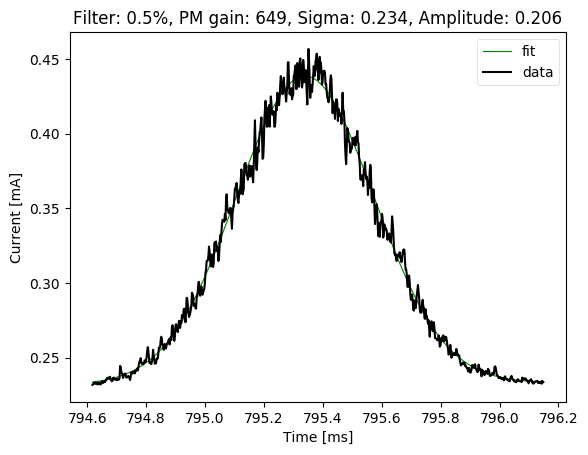 Filter: 0.5%, PM gain: 649, Sigma: 0.234, Amplitude: 0.206
fit
data
0.45
0.40
0.35
0.30
0.25
Current [mA]
794.6 794.8 795.0 795.2 795.4 795.6 795.8 796.0 796.2
Time [ms]